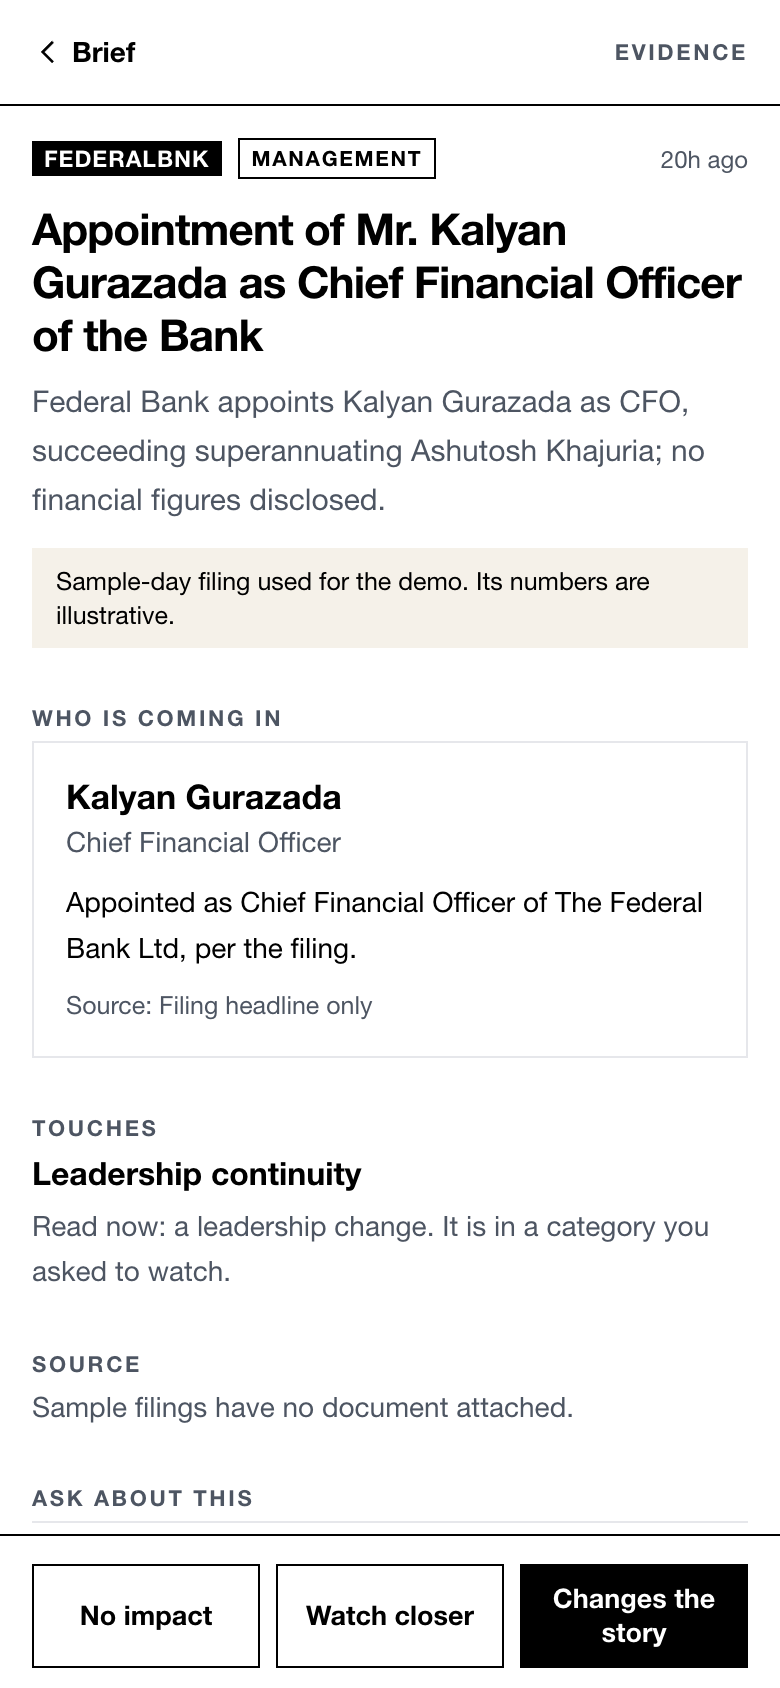 Brief
EVIDENCE
FEDERALBNK
MANAGEMENT
20h ago
Appointment of Mr. Kalyan
Gurazada as Chief Financial Officer
of the Bank
Federal Bank appoints Kalyan Gurazada as CFO,
succeeding superannuating Ashutosh Khajuria; no
financial figures disclosed.
Sample-day filing used for the demo. Its numbers are
illustrative.
WHO IS COMING IN
Kalyan Gurazada
Chief Financial Officer
Appointed as Chief Financial Officer of The Federal
Bank Ltd, per the filing.
Source: Filing headline only
TOUCHES
Leadership continuity
Read now: a leadership change. It is in a category you
asked to watch.
SOURCE
Sample filings have no document attached.
ASK ABOUT THIS
No impact
Watch closer
Changes the
story